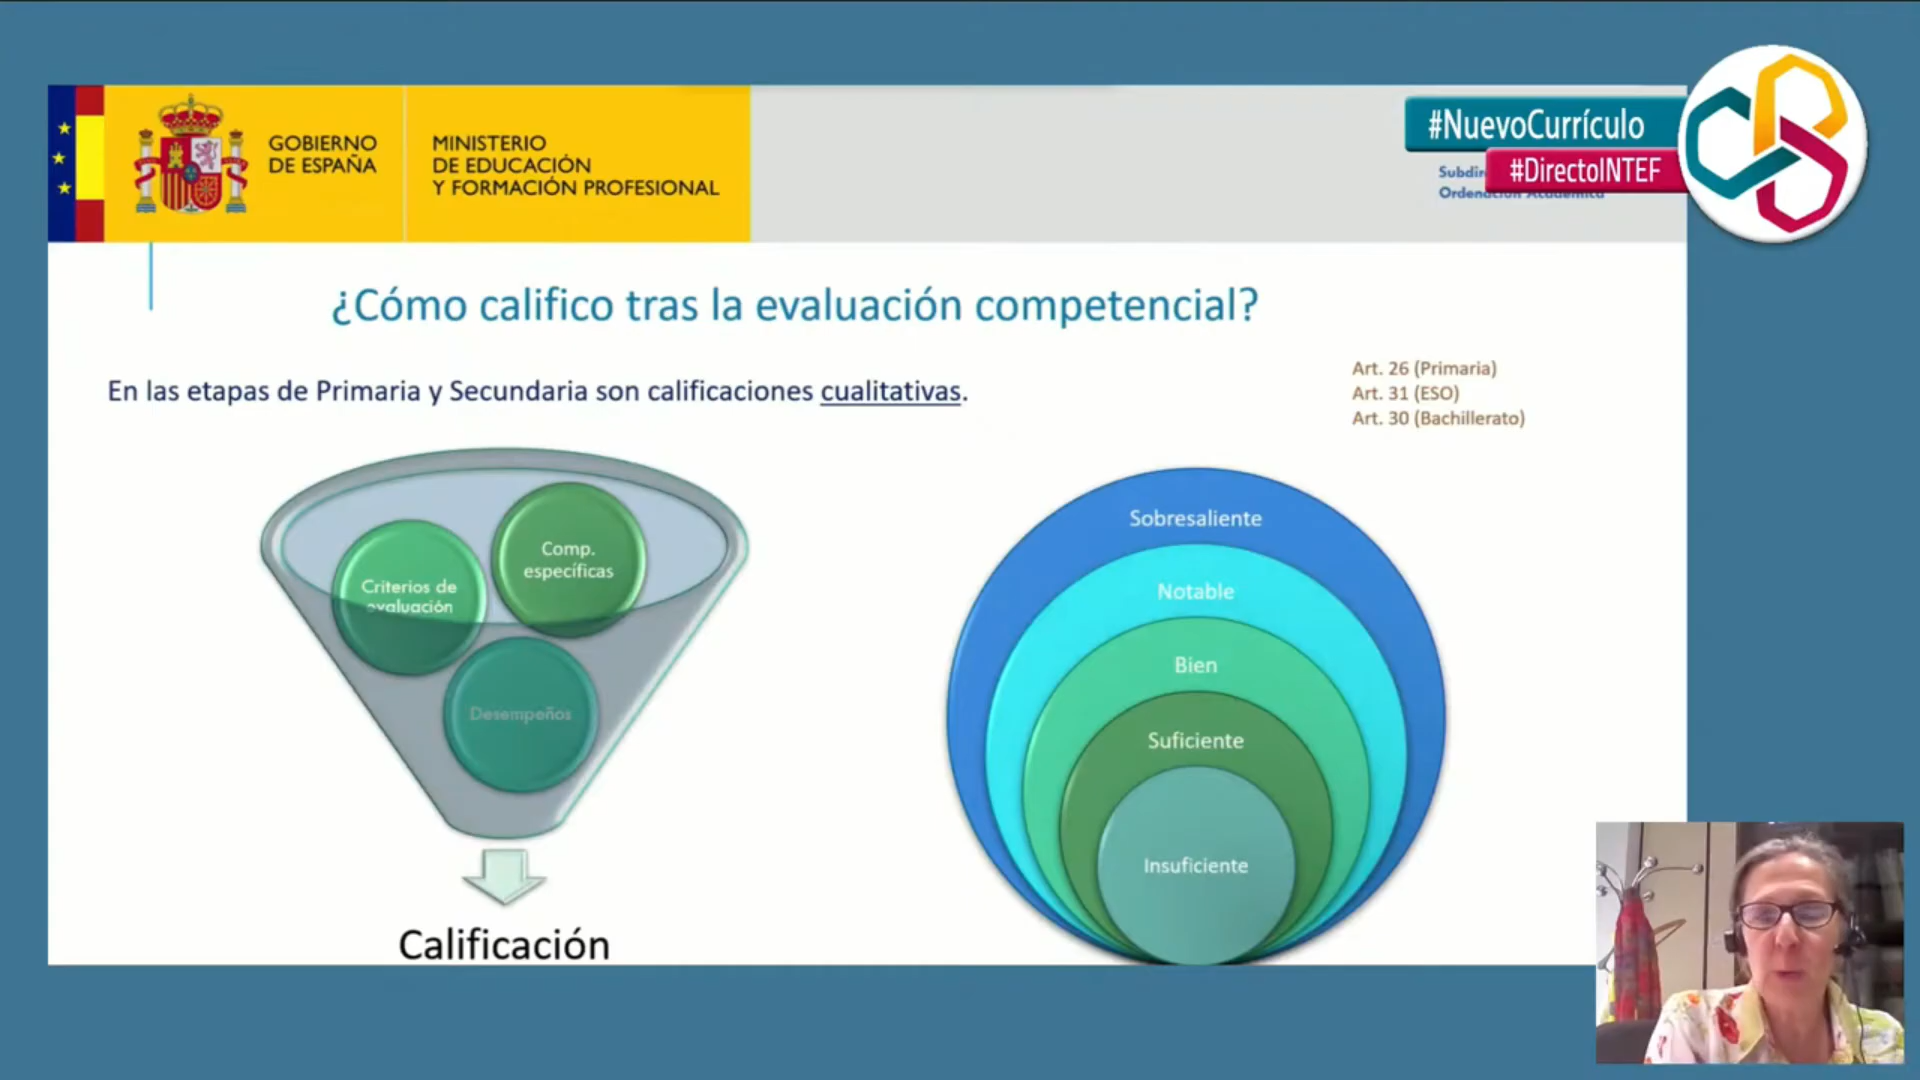 GOBIERNO
DE ESPAÑA
MINISTERIO
DE EDUCACIÓN
Y FORMACIÓN PROFESIONAL
#NuevoCurrículo
#DirectoINTEF
Ordenación Académica
¿Cómo califico tras la evaluación competencial?
En las etapas de Primaria y Secundaria son calificaciones cualitativas.
Art. 26 (Primaria)
Art. 31 (ESO)
Art. 30 (Bachillerato)
Comp.
específicas
Criterios de
evaluación
Desempeños
Calificación
Sobresaliente
Notable
Bien
Suficiente
Insuficiente